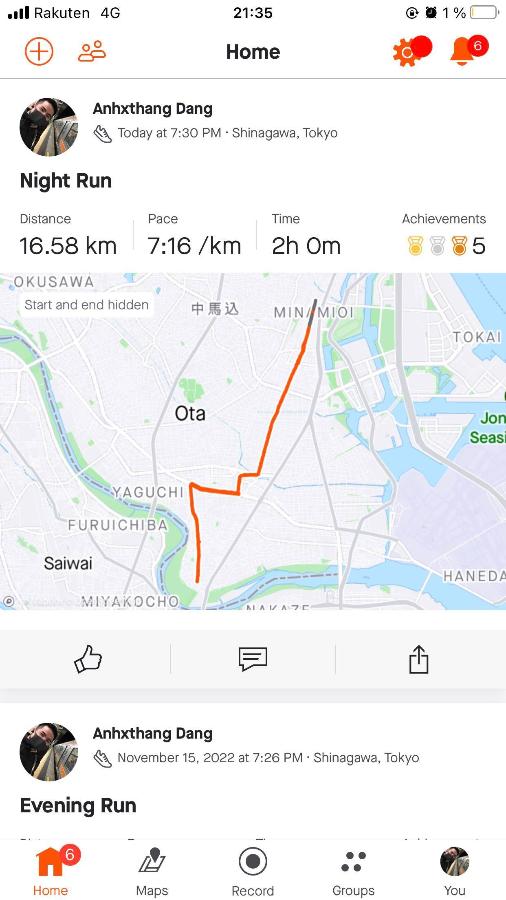 Rakuten 4G 21:35 1 %
Home 6
Anhxthang Dang
Today at 7:30 PM · Shinagawa, Tokyo
Night Run
Distance Pace Time Achievements
16.58 km 7:16 /km 2h 0m 5
OKUSAWA
Start and end hidden
中馬込
MINAMIOI
TOKAI
Ota
Jon
Seasi
YAGUCHI
FURUICHIBA
Saiwai
HANEDA
MIYAKOCHO
NAKAZE
Anhxthang Dang
November 15, 2022 at 7:26 PM · Shinagawa, Tokyo
Evening Run
6
Home Maps Record Groups You